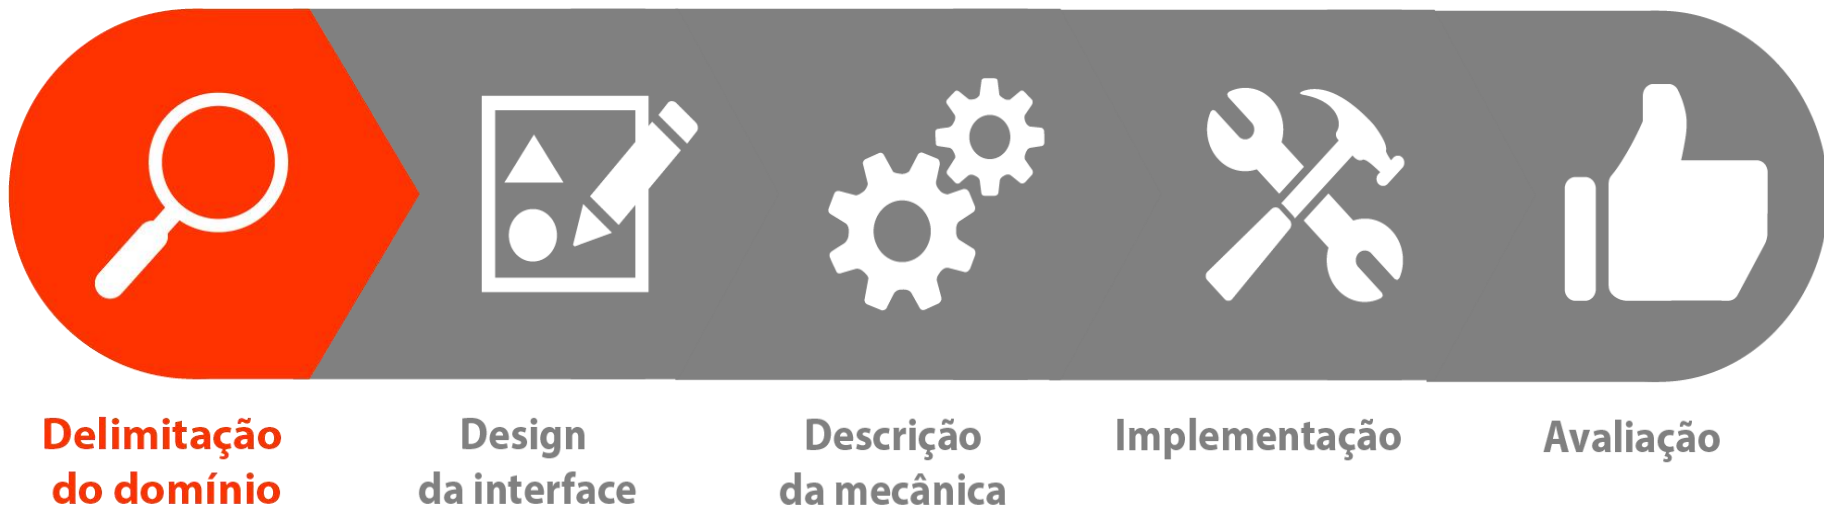 Delimitação
do domínio
Design
da interface
Descrição
da mecânica
Implementação
Avaliação